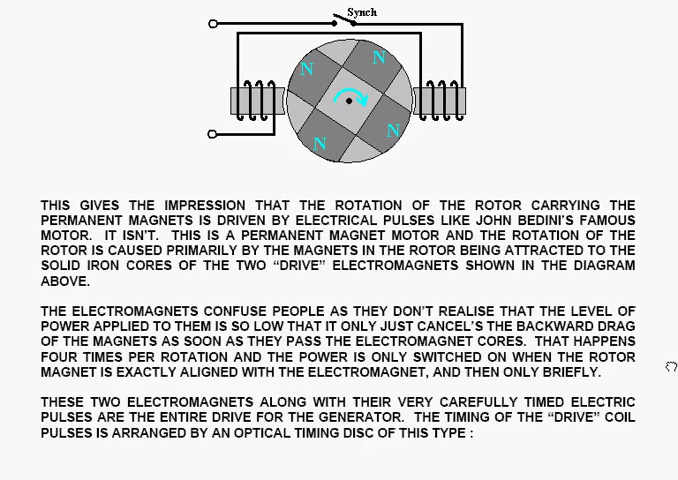 Synch
N
N
N
N
THIS GIVES THE IMPRESSION THAT THE ROTATION OF THE ROTOR CARRYING THE
PERMANENT MAGNETS IS DRIVEN BY ELECTRICAL PULSES LIKE JOHN BEDINI'S FAMOUS
MOTOR. IT ISN'T. THIS IS A PERMANENT MAGNET MOTOR AND THE ROTATION OF THE
ROTOR IS CAUSED PRIMARILY BY THE MAGNETS IN THE ROTOR BEING ATTRACTED TO THE
SOLID IRON CORES OF THE TWO “DRIVE” ELECTROMAGNETS SHOWN IN THE DIAGRAM
ABOVE.
THE ELECTROMAGNETS CONFUSE PEOPLE AS THEY DON'T REALISE THAT THE LEVEL OF
POWER APPLIED TO THEM IS SO LOW THAT IT ONLY JUST CANCEL'S THE BACKWARD DRAG
OF THE MAGNETS AS SOON AS THEY PASS THE ELECTROMAGNET CORES. THAT HAPPENS
FOUR TIMES PER ROTATION AND THE POWER IS ONLY SWITCHED ON WHEN THE ROTOR
MAGNET IS EXACTLY ALIGNED WITH THE ELECTROMAGNET, AND THEN ONLY BRIEFLY.
THESE TWO ELECTROMAGNETS ALONG WITH THEIR VERY CAREFULLY TIMED ELECTRIC
PULSES ARE THE ENTIRE DRIVE FOR THE GENERATOR. THE TIMING OF THE “DRIVE” COIL
PULSES IS ARRANGED BY AN OPTICAL TIMING DISC OF THIS TYPE :